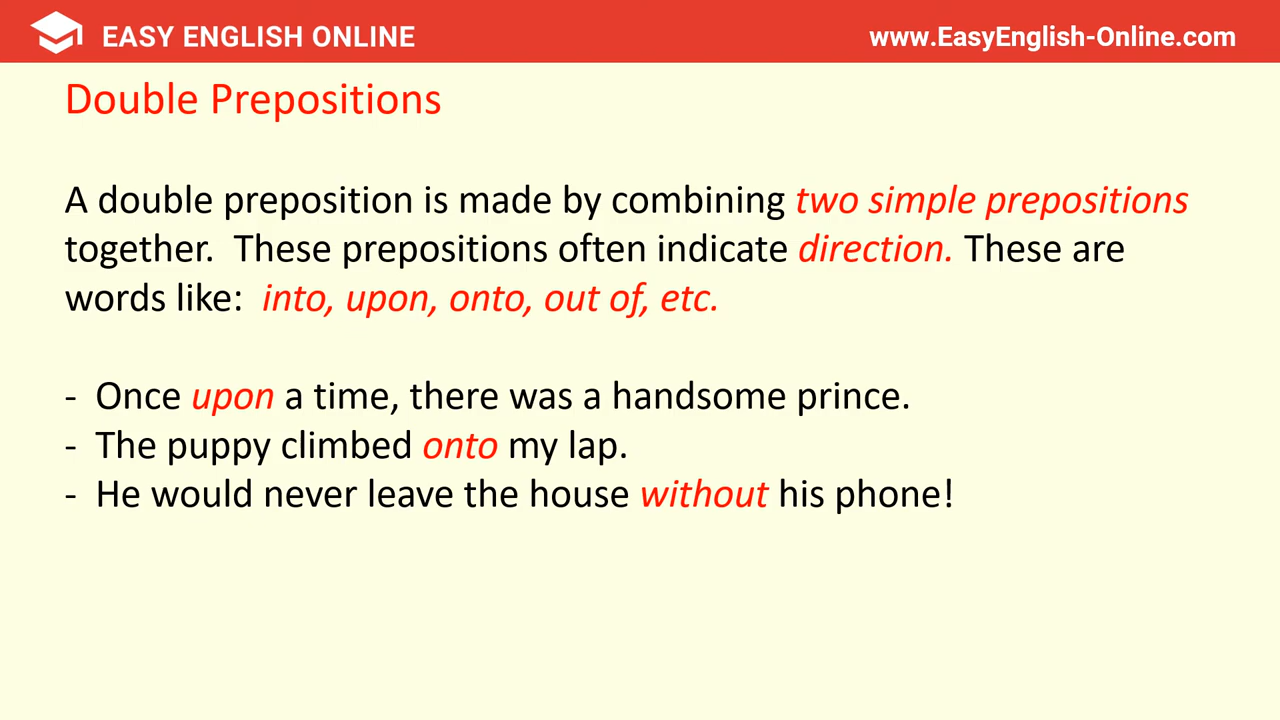 EASY ENGLISH ONLINE
www.EasyEnglish-Online.com
Double Prepositions
A double preposition is made by combining two simple prepositions
together. These prepositions often indicate direction. These are
words like: into, upon, onto, out of, etc.
- Once upon a time, there was a handsome prince.
- The puppy climbed onto my lap.
- He would never leave the house without his phone!